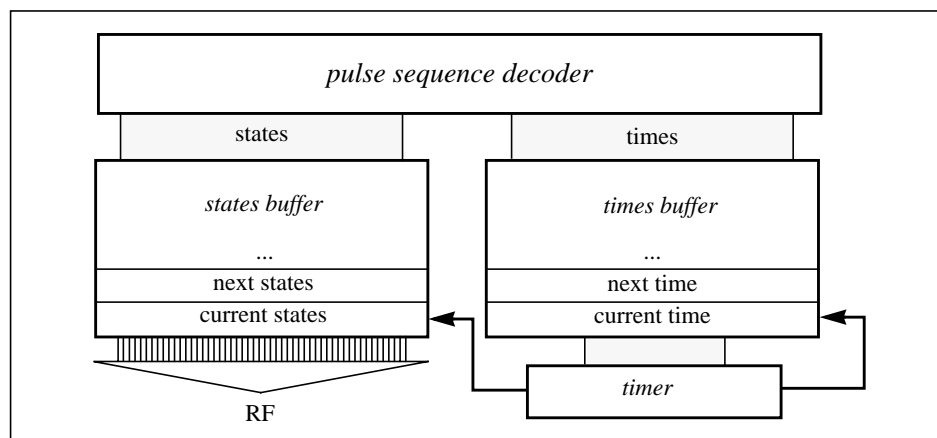 pulse sequence decoder
states
times
states buffer
times buffer
...
...
next states
next time
current states
current time
timer
RF